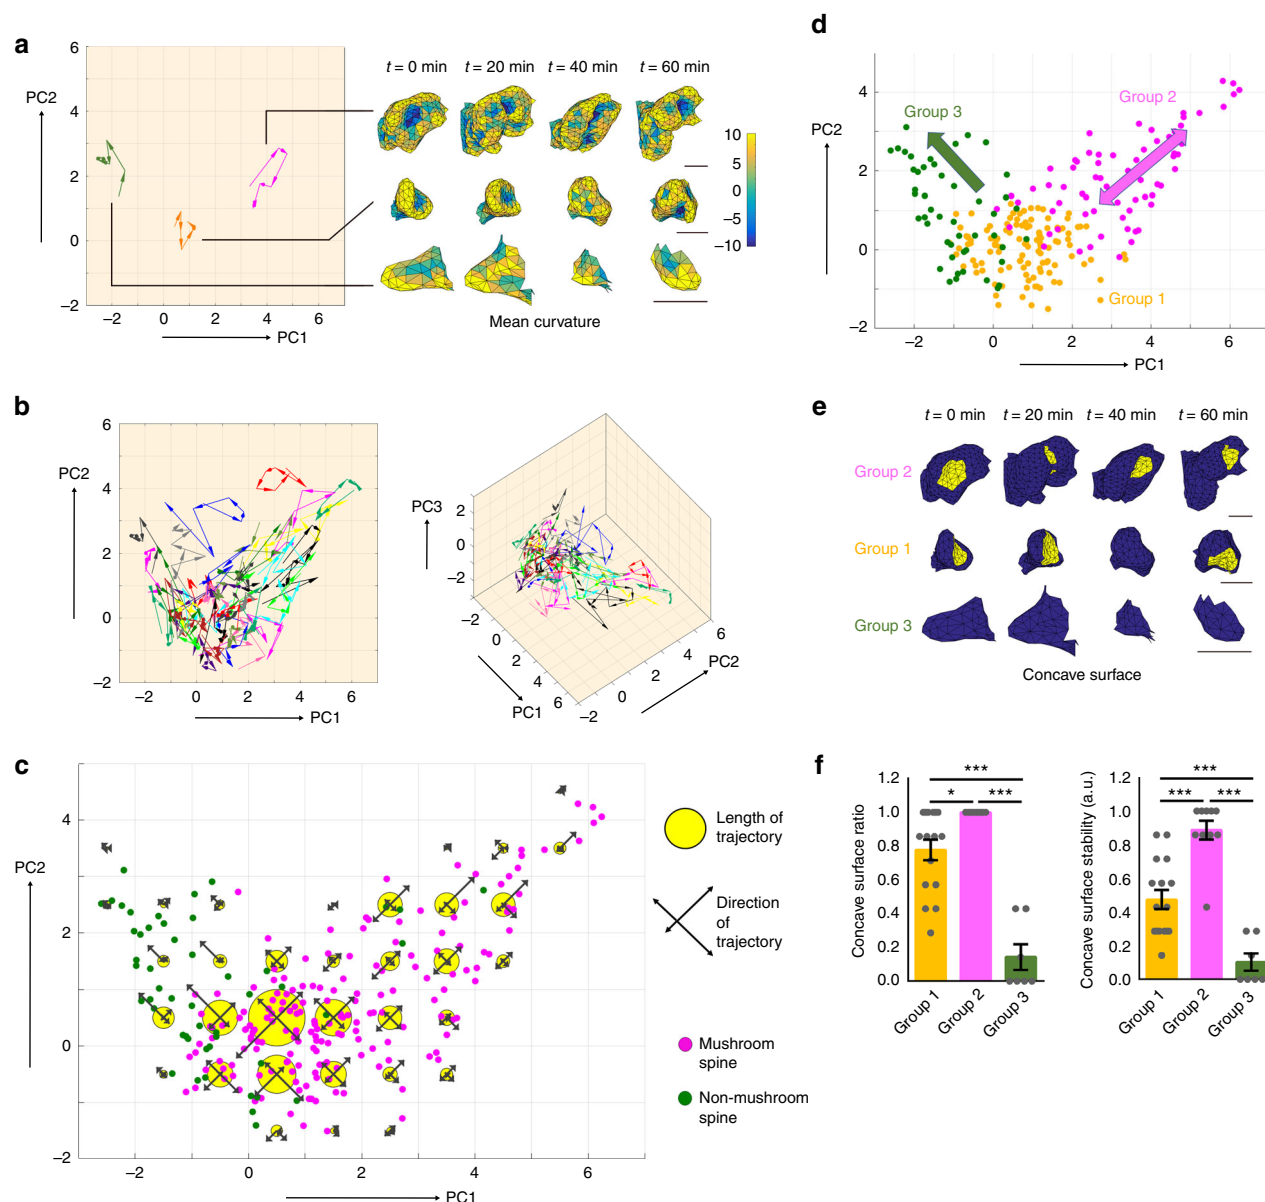 a
6
4
2
0
−2
PC2
−2 0 2 4 6
PC1
t = 0 min t = 20 min t = 40 min t = 60 min
10
5
0
−5
−10
Mean curvature
b
6
4
2
0
−2
PC2
−2 0 2 4 6
PC1
PC3
2
0
−2
−2
0
2
4
6
PC1
−2
0
2
4
6
PC2
c
4
2
0
−2
PC2
−2 0 2 4 6
PC1
Length of
trajectory
Direction
of
trajectory
Mushroom
spine
Non-mushroom
spine
d
4
2
0
−2
PC2
Group 3
Group 2
Group 1
−2 0 2 4 6
PC1
e
t = 0 min t = 20 min t = 40 min t = 60 min
Group 2
Group 1
Group 3
Concave surface
f
Concave surface ratio
1.2
1.0
0.8
0.6
0.4
0.2
0.0
***
* ***
Group 1 Group 2 Group 3
Concave surface stability (a.u.)
1.2
1.0
0.8
0.6
0.4
0.2
0.0
***
*** ***
Group 1 Group 2 Group 3